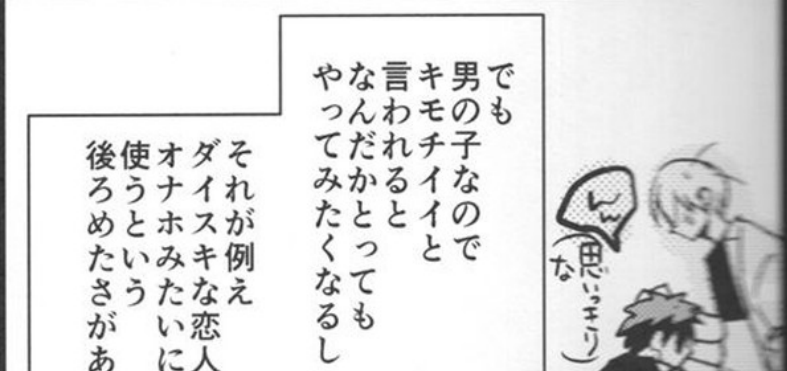 でも
男の子なので
キモチイイと
言われると
なんだかとっても
やってみたくなるし
それが例え
ダイスキな恋人
オナホみたいに
使うという
後ろめたさがあ
んっ
(思いっきり)
な